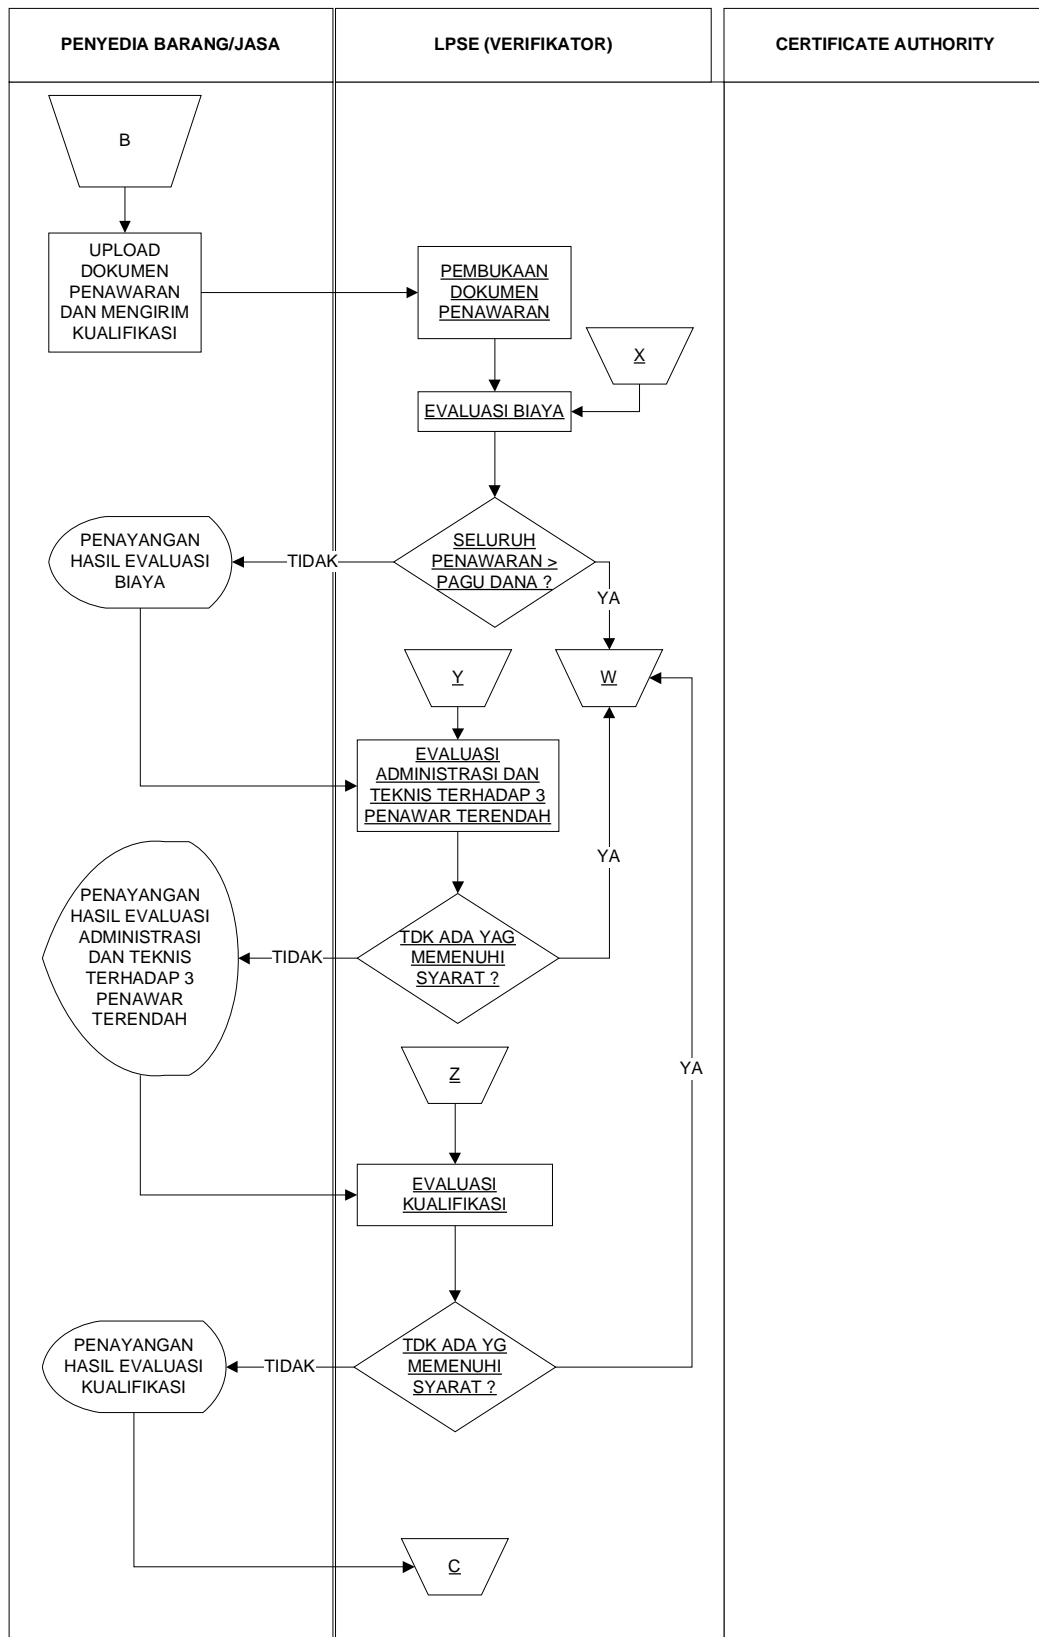 PENYEDIA BARANG/JASA
LPSE (VERIFIKATOR)
CERTIFICATE AUTHORITY
B
UPLOAD
DOKUMEN
PENAWARAN
DAN MENGIRIM
KUALIFIKASI
PEMBUKAAN
DOKUMEN
PENAWARAN
X
EVALUASI BIAYA
SELURUH
PENAWARAN >
PAGU DANA ?
TIDAK
YA
PENAYANGAN
HASIL EVALUASI
BIAYA
Y
W
EVALUASI
ADMINISTRASI DAN
TEKNIS TERHADAP 3
PENAWAR TERENDAH
YA
TDK ADA YAG
MEMENUHI
SYARAT ?
TIDAK
PENAYANGAN
HASIL EVALUASI
ADMINISTRASI
DAN TEKNIS
TERHADAP 3
PENAWAR
TERENDAH
Z
YA
EVALUASI
KUALIFIKASI
TDK ADA YG
MEMENUHI
SYARAT ?
TIDAK
PENAYANGAN
HASIL EVALUASI
KUALIFIKASI
C